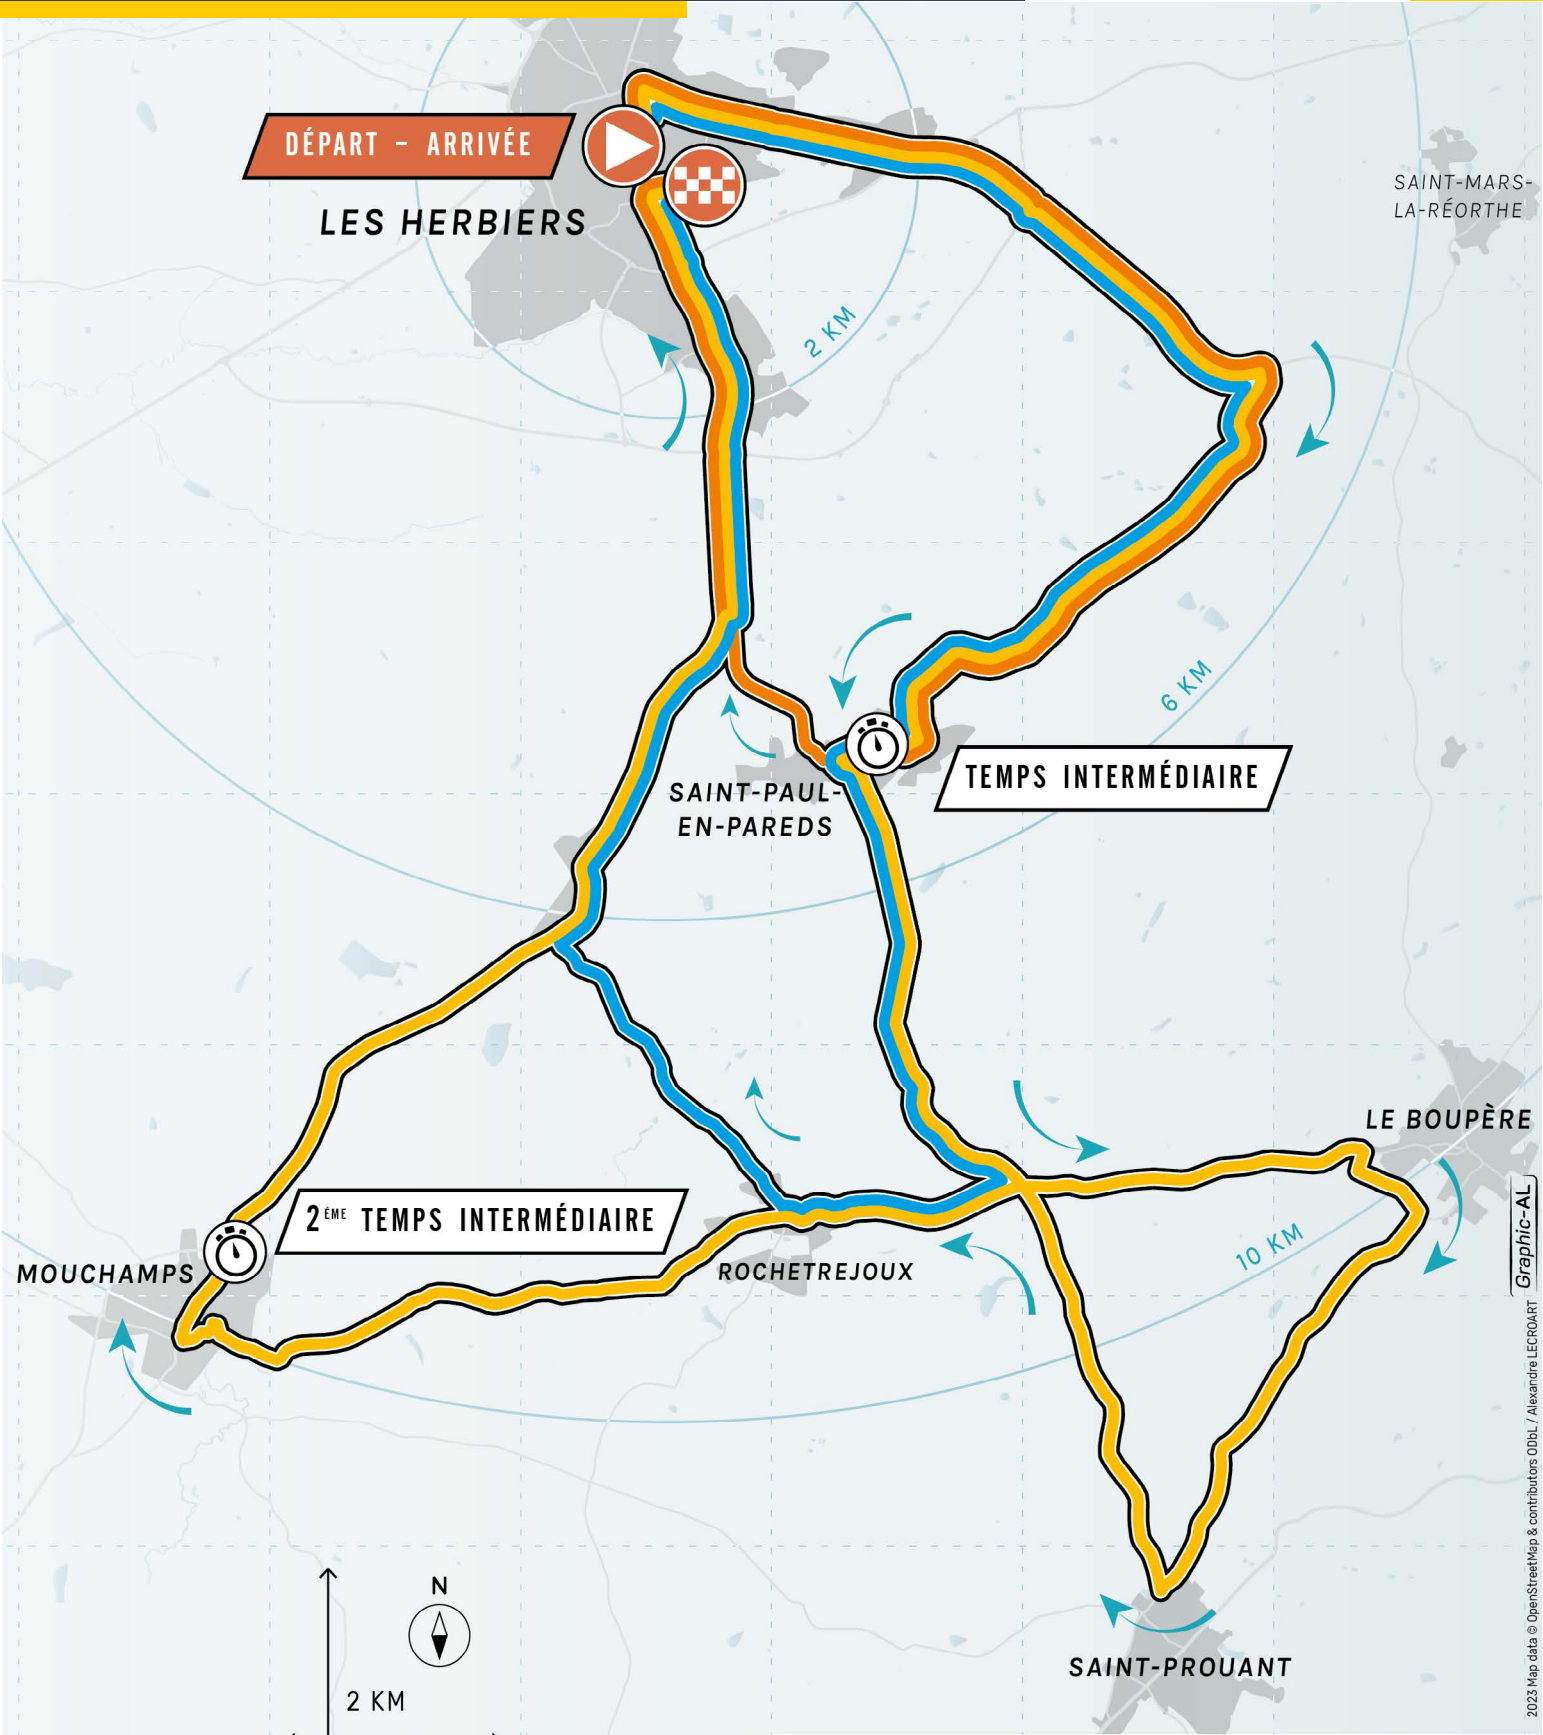 DÉPART - ARRIVÉE
LES HERBIERS
SAINT-MARS-
LA-RÉORTHE
2 KM
6 KM
TEMPS INTERMÉDIAIRE
SAINT-PAUL-
EN-PAREDS
LE BOUPÈRE
2ÈME TEMPS INTERMÉDIAIRE
10 KM
MOUCHAMPS
ROCHETREJOUX
SAINT-PROUANT
N
2 KM
2023 Map data © OpenStreetMap & contributors ODbL / Alexandre LECROART Graphic-AL